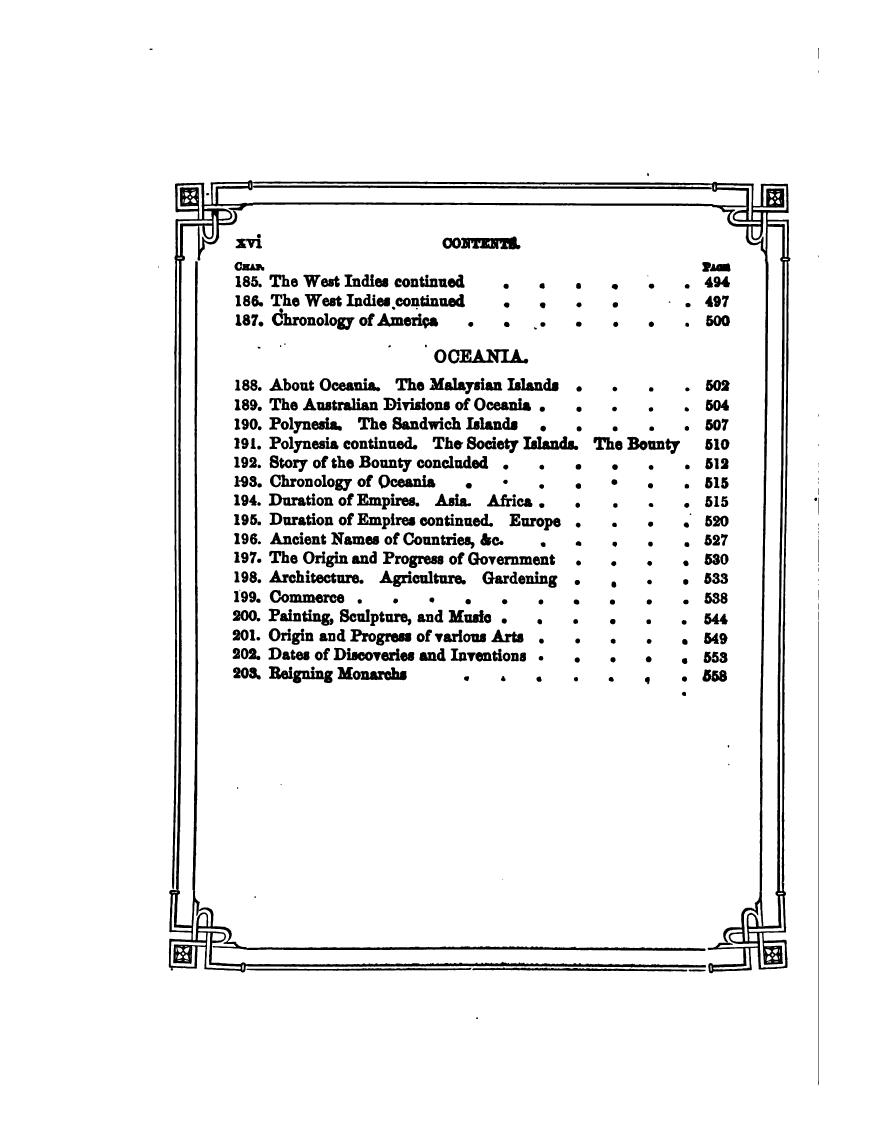 xvi CONTENTS.
CHAP. PAGE
185. The West Indies continued . . . . . . 494
186. The West Indies continued . . . . . 497
187. Chronology of America . . . . . . . 500
OCEANIA.
188. About Oceania. The Malaysian Islands . . . . 502
189. The Australian Divisions of Oceania . . . . . 504
190. Polynesia. The Sandwich Islands . . . . . 507
191. Polynesia continued. The Society Islands. The Bounty 510
192. Story of the Bounty concluded . . . . . . 512
193. Chronology of Oceania . . . . . . . 515
194. Duration of Empires. Asia. Africa . . . . . 515
195. Duration of Empires continued. Europe . . . . 520
196. Ancient Names of Countries, &c. . . . . . 527
197. The Origin and Progress of Government . . . . 530
198. Architecture. Agriculture. Gardening . . . . 533
199. Commerce . . . . . . . . . . 538
200. Painting, Sculpture, and Music . . . . . . 544
201. Origin and Progress of various Arts . . . . . 549
202. Dates of Discoveries and Inventions . . . . . 553
203. Reigning Monarchs . . . . . . . 558